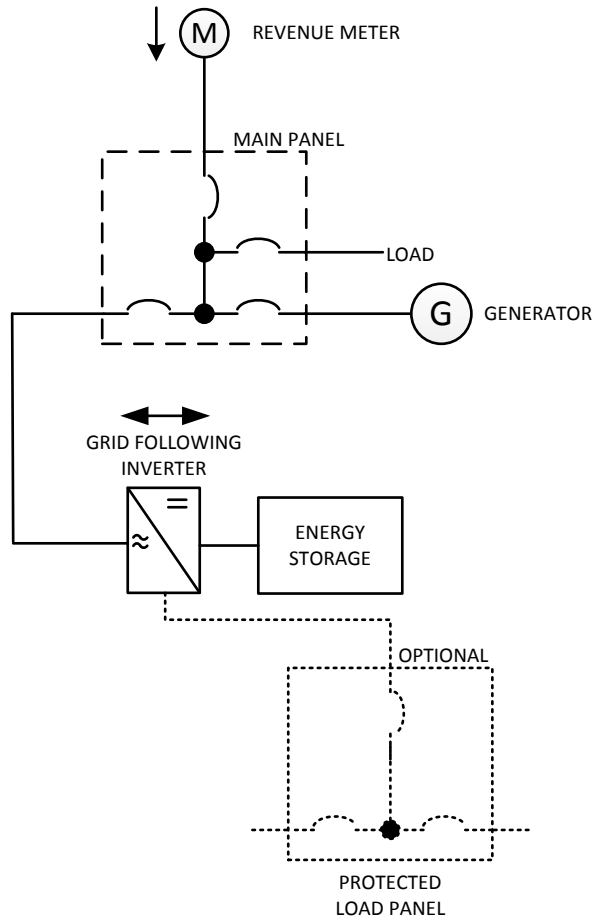 M
REVENUE METER
MAIN PANEL
LOAD
G
GENERATOR
GRID FOLLOWING
INVERTER
ENERGY
STORAGE
OPTIONAL
PROTECTED
LOAD PANEL